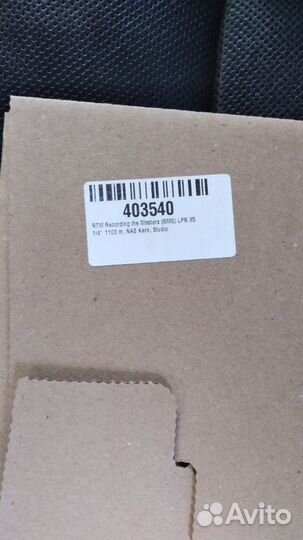 403540
RTM Recording the Masters (RMG) LPR 35
1/4" 1100 m, NAB Kern, Studio
Avito